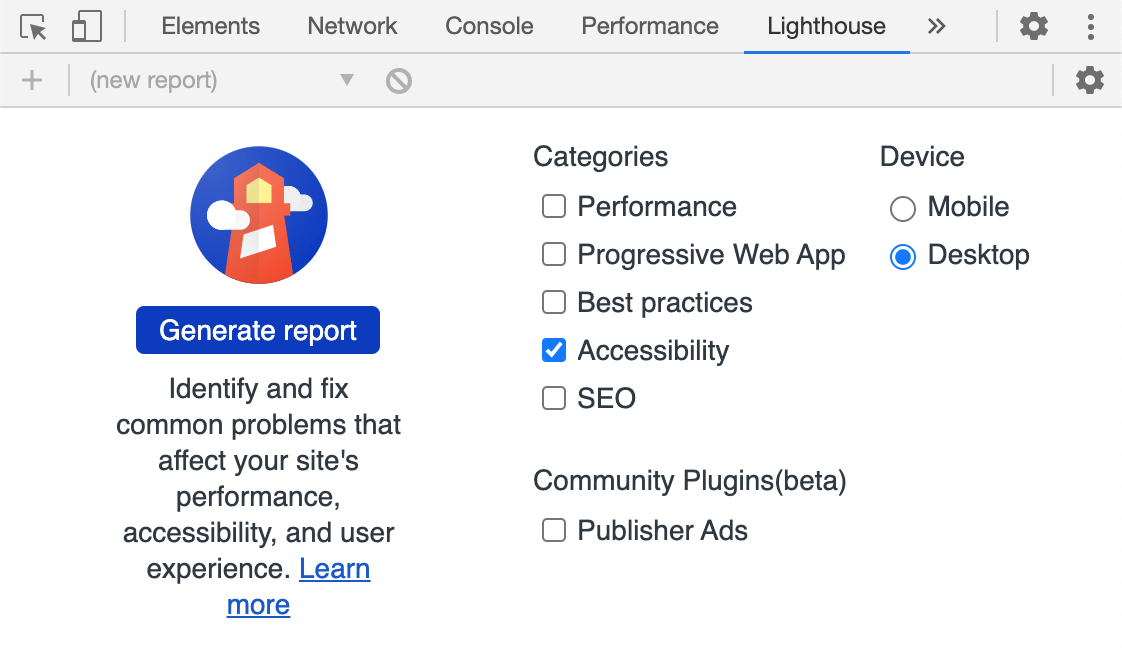 Elements Network Console Performance Lighthouse
(new report)
Generate report
Identify and fix
common problems that
affect your site's
performance,
accessibility, and user
experience. Learn
more
Categories
Performance
Progressive Web App
Best practices
Accessibility
SEO
Community Plugins(beta)
Publisher Ads
Device
Mobile
Desktop